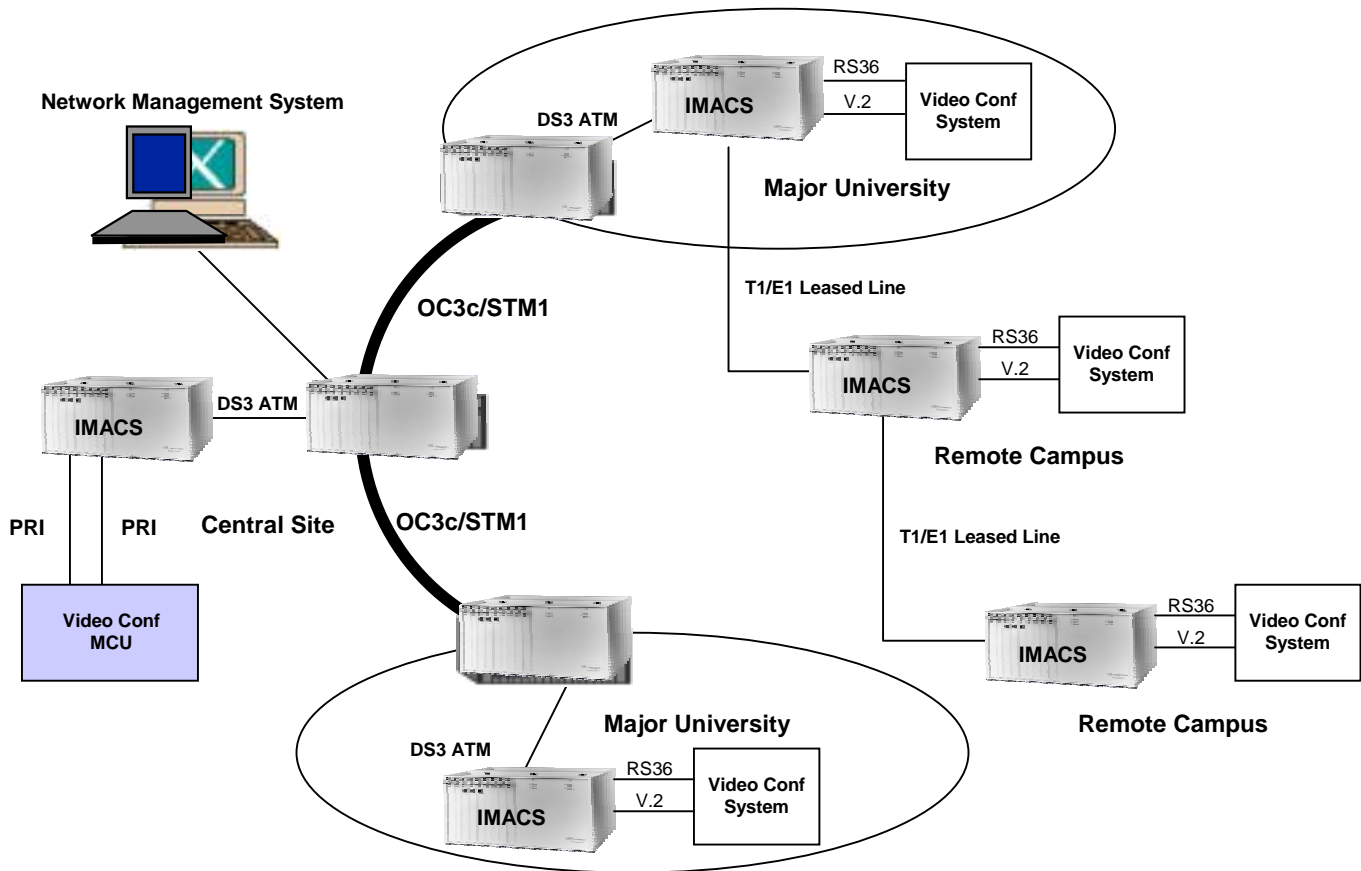 Network Management System
DS3 ATM
IMACS
RS36
V.2
Video Conf
System
Major University
OC3c/STM1
T1/E1 Leased Line
IMACS
RS36
V.2
Video Conf
System
Remote Campus
IMACS
DS3 ATM
PRI
PRI
Central Site
OC3c/STM1
Video Conf
MCU
T1/E1 Leased Line
IMACS
RS36
V.2
Video Conf
System
Remote Campus
Major University
DS3 ATM
IMACS
RS36
V.2
Video Conf
System